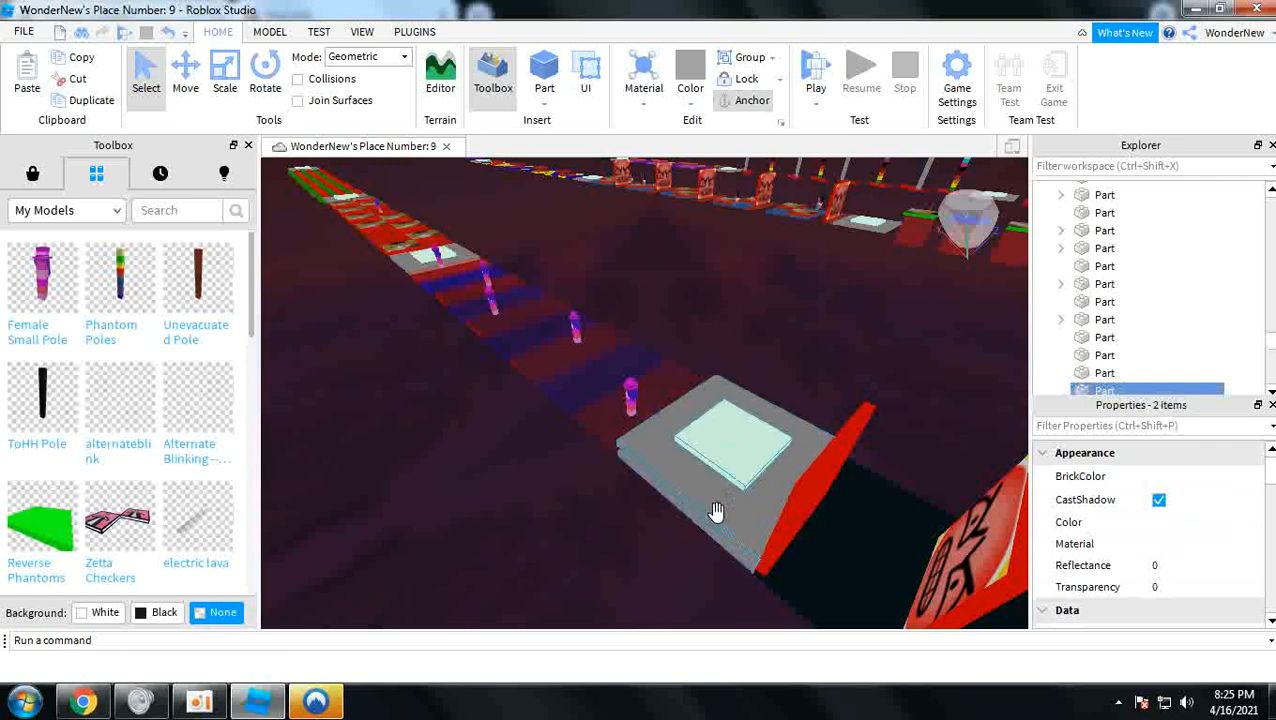 WonderNew's Place Number: 9 - Roblox Studio
FILE HOME MODEL TEST VIEW PLUGINS What's New WonderNew
Paste Copy Cut Duplicate Clipboard
Select Move Scale Rotate Mode: Geometric Collisions Join Surfaces Tools
Editor Terrain
Toolbox Part UI Insert
Material Color Group Lock Anchor Edit
Play Resume Stop Test
Game Settings Settings
Team Test Exit Game Team Test
Toolbox
WonderNew's Place Number: 9
My Models Search
Female Small Pole
Phantom Poles
Unevacuate d Pole
ToHH Pole
alternatebli nk
Alternate Blinking--...
Reverse Phantoms
Zetta Checkers
electric lava
Background: White Black None
Explorer
Filter workspace (Ctrl+Shift+X)
Part
Part
Part
Part
Part
Part
Part
Part
Part
Part
Part
Part
Properties - 2 items
Filter Properties (Ctrl+Shift+P)
Appearance
BrickColor
CastShadow
Color
Material
Reflectance 0
Transparency 0
Data
Run a command
8:25 PM
4/16/2021